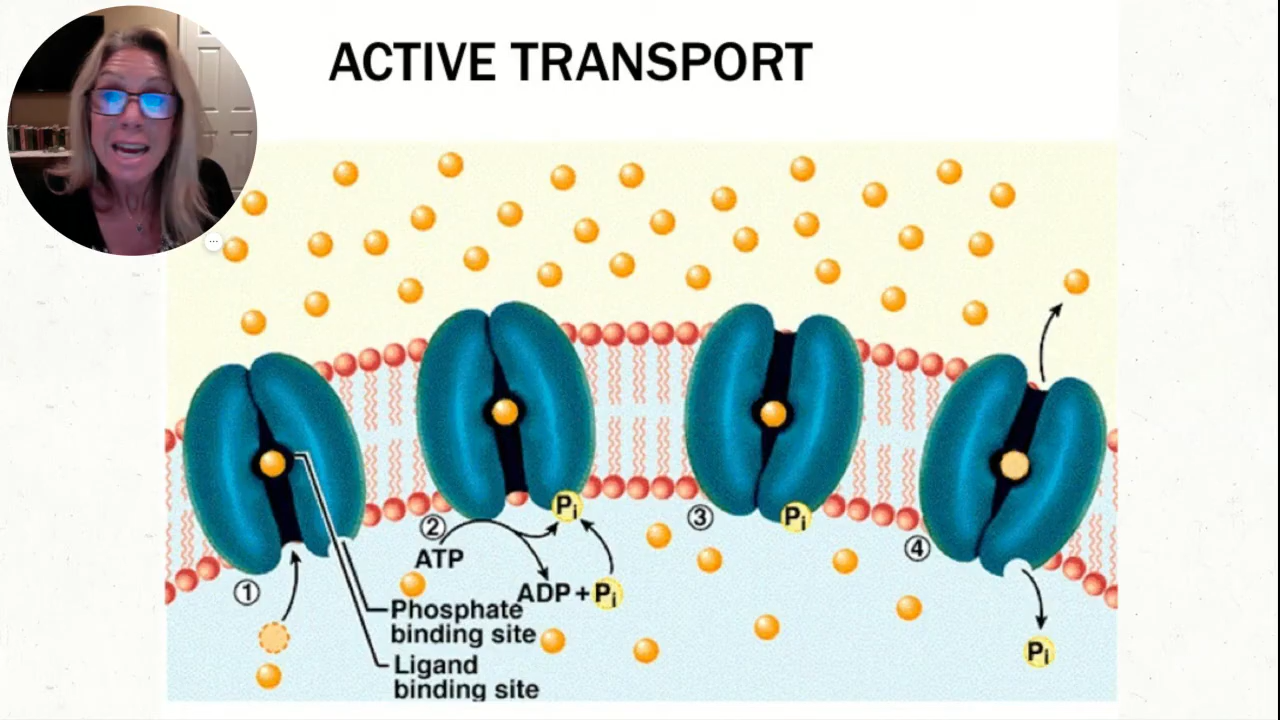 ACTIVE TRANSPORT
①
②
ATP
Pi
ADP + Pi
Phosphate
binding site
Ligand
binding site
③
Pi
④
Pi